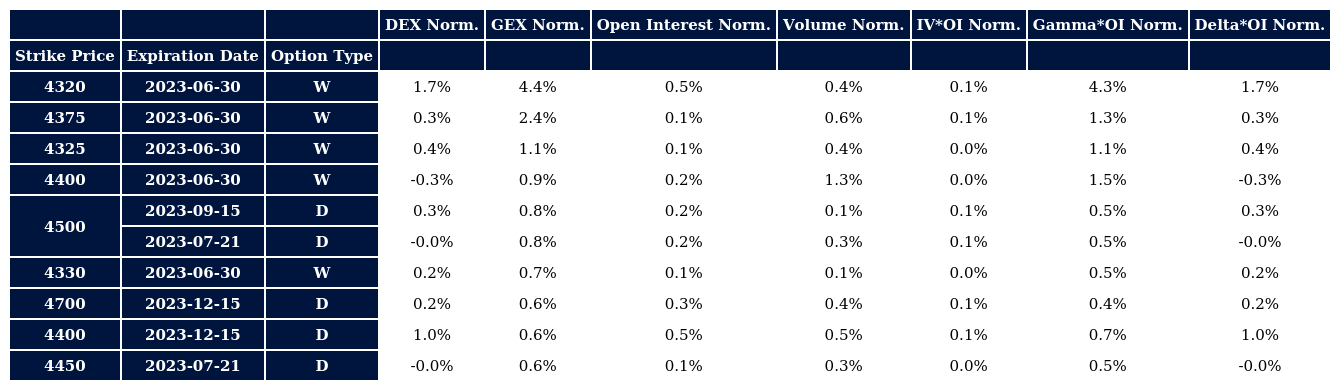 DEX Norm. GEX Norm. Open Interest Norm. Volume Norm. IV*OI Norm. Gamma*OI Norm. Delta*OI Norm.
Strike Price Expiration Date Option Type
4320 2023-06-30 W 1.7% 4.4% 0.5% 0.4% 0.1% 4.3% 1.7%
4375 2023-06-30 W 0.3% 2.4% 0.1% 0.6% 0.1% 1.3% 0.3%
4325 2023-06-30 W 0.4% 1.1% 0.1% 0.4% 0.0% 1.1% 0.4%
4400 2023-06-30 W -0.3% 0.9% 0.2% 1.3% 0.0% 1.5% -0.3%
4500 2023-09-15 D 0.3% 0.8% 0.2% 0.1% 0.1% 0.5% 0.3%
2023-07-21 D -0.0% 0.8% 0.2% 0.3% 0.1% 0.5% -0.0%
4330 2023-06-30 W 0.2% 0.7% 0.1% 0.1% 0.0% 0.5% 0.2%
4700 2023-12-15 D 0.2% 0.6% 0.3% 0.4% 0.1% 0.4% 0.2%
4400 2023-12-15 D 1.0% 0.6% 0.5% 0.5% 0.1% 0.7% 1.0%
4450 2023-07-21 D -0.0% 0.6% 0.1% 0.3% 0.0% 0.5% -0.0%